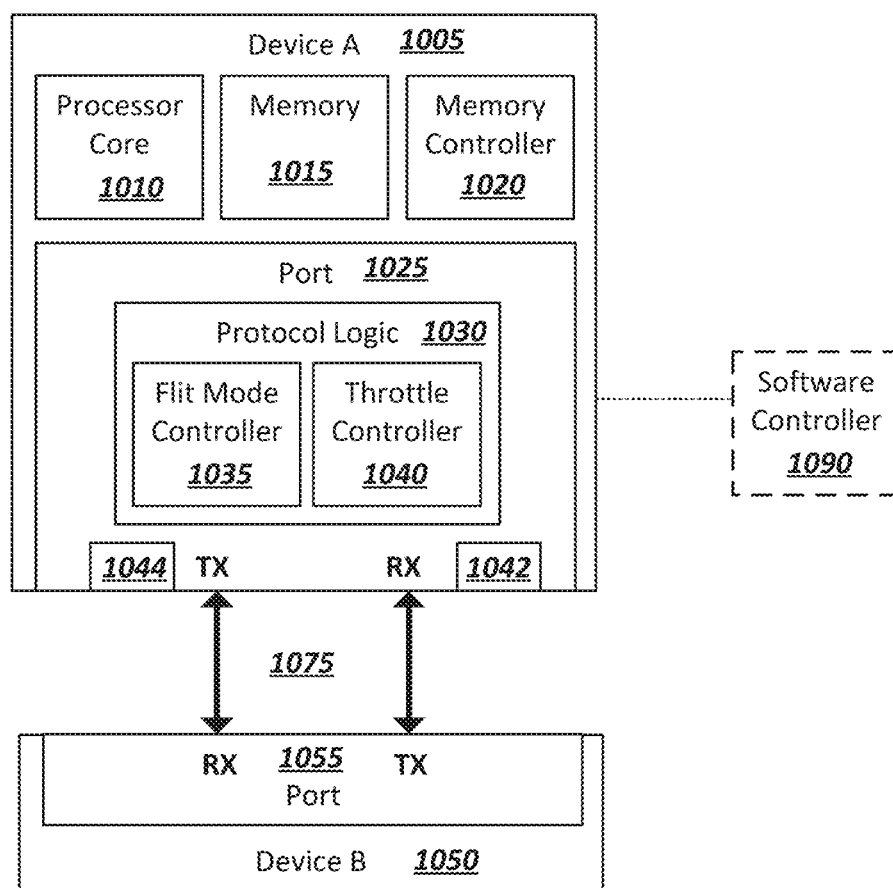 Device A 1005
Processor Core 1010
Memory 1015
Memory Controller 1020
Port 1025
Protocol Logic 1030
Flit Mode Controller 1035
Throttle Controller 1040
Software Controller 1090
1044 TX RX 1042
1075
RX 1055 TX
Port
Device B 1050